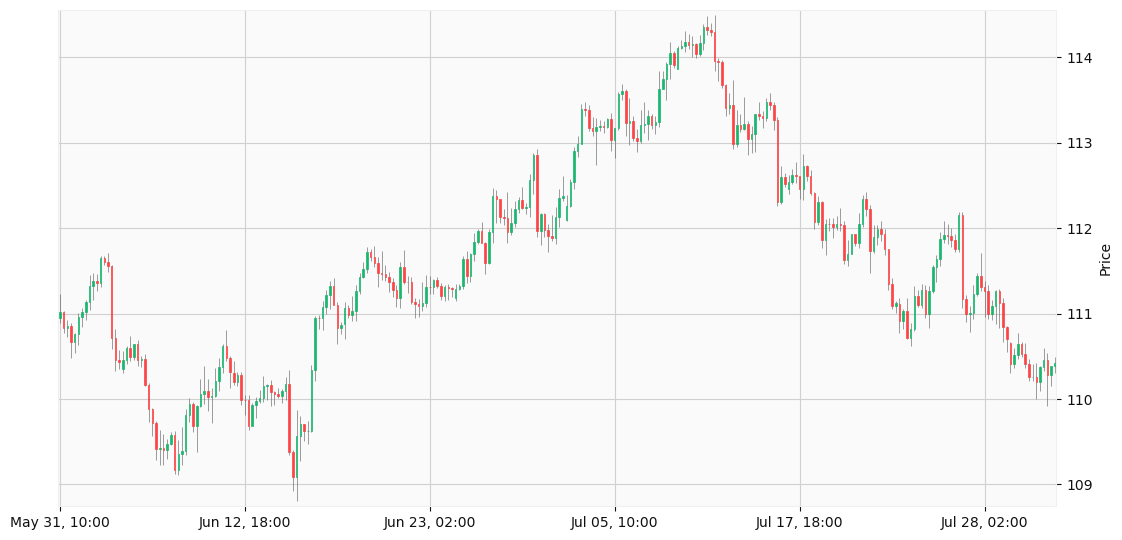 114
113
112
111
110
109
Price
May 31, 10:00
Jun 12, 18:00
Jun 23, 02:00
Jul 05, 10:00
Jul 17, 18:00
Jul 28, 02:00